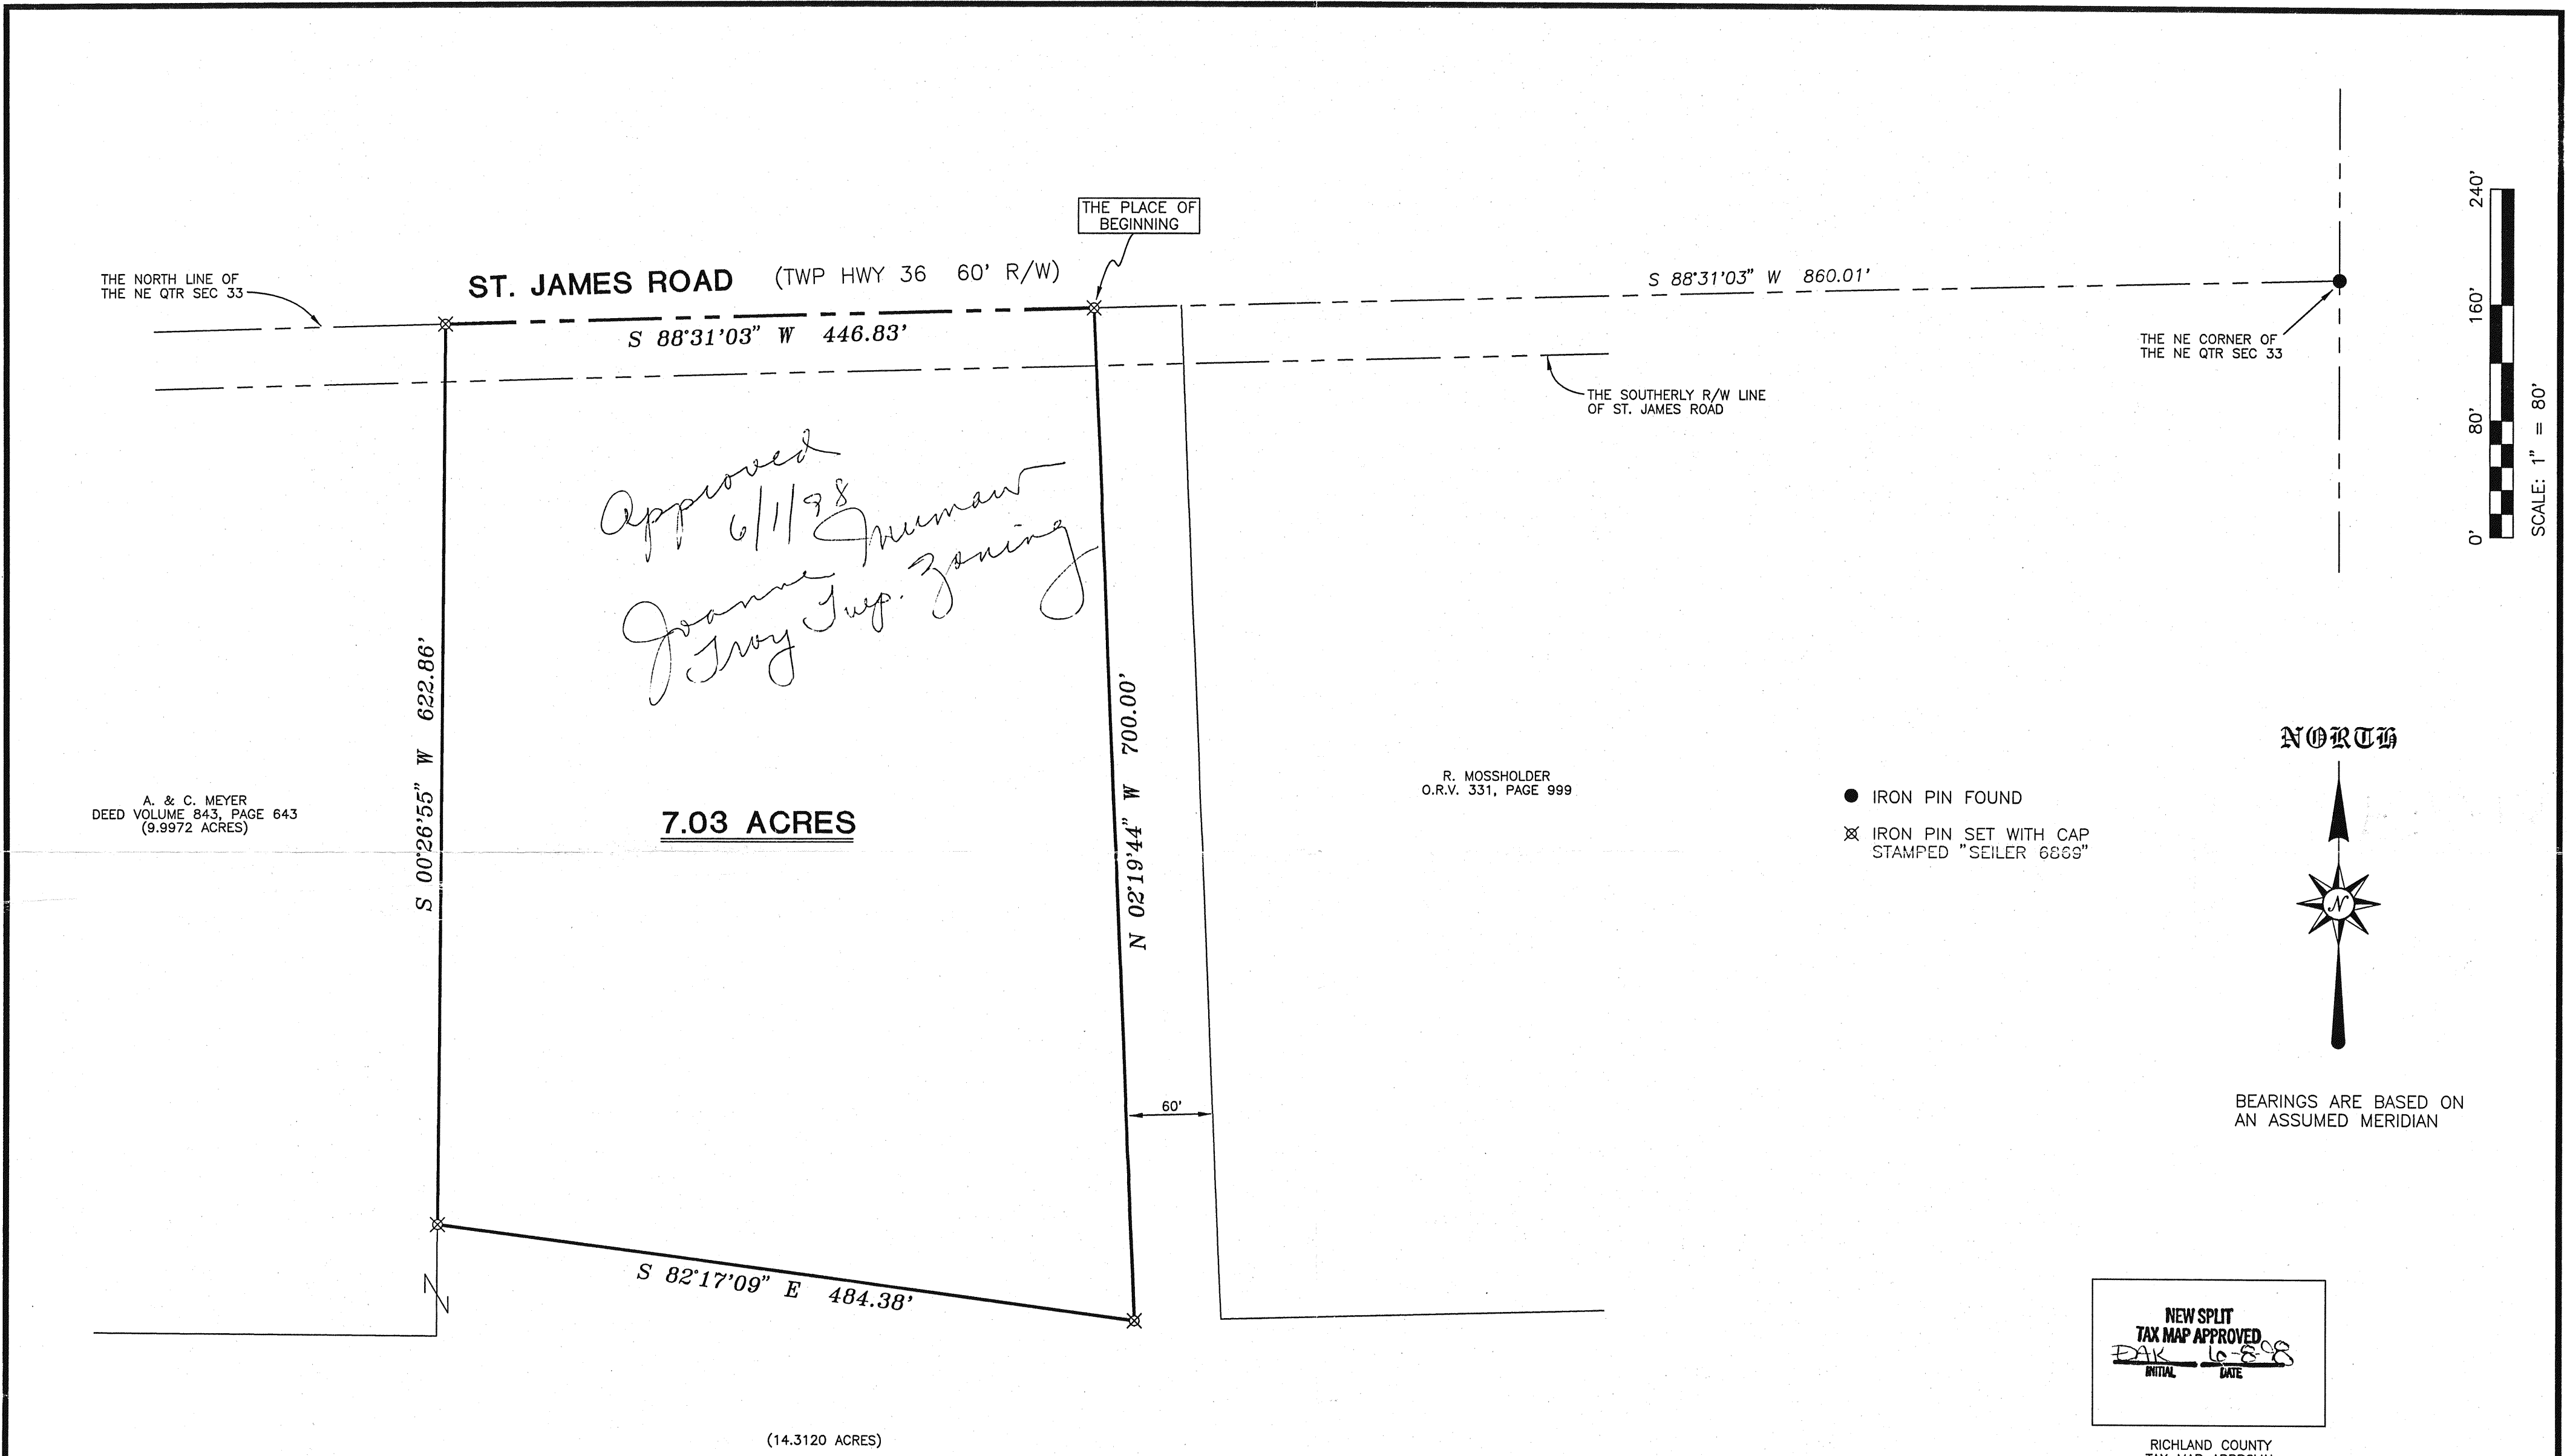 THE PLACE OF
BEGINNING
THE NORTH LINE OF
THE NE QTR SEC 33
ST. JAMES ROAD (TWP HWY 36 60' R/W)
S 88°31'03" W 860.01'
S 88°31'03" W 446.83'
THE NE CORNER OF
THE NE QTR SEC 33
THE SOUTHERLY R/W LINE
OF ST. JAMES ROAD
240'
160'
80'
0'
SCALE: 1" = 80'
Approved
6/1/98
Joanne
Troy Twp. Zoning
S 00°26'55" W 622.86'
N 02°19'44" W 700.00'
A. & C. MEYER
DEED VOLUME 843, PAGE 643
(9.9972 ACRES)
7.03 ACRES
R. MOSSHOLDER
O.R.V. 331, PAGE 999
IRON PIN FOUND
IRON PIN SET WITH CAP
STAMPED "SEILER 6869"
NORTH
N
BEARINGS ARE BASED ON
AN ASSUMED MERIDIAN
60'
S 82°17'09" E 484.38'
NEW SPLIT
TAX MAP APPROVED
EAK 6-8-98
INITIAL DATE
(14.3120 ACRES)
RICHLAND COUNTY